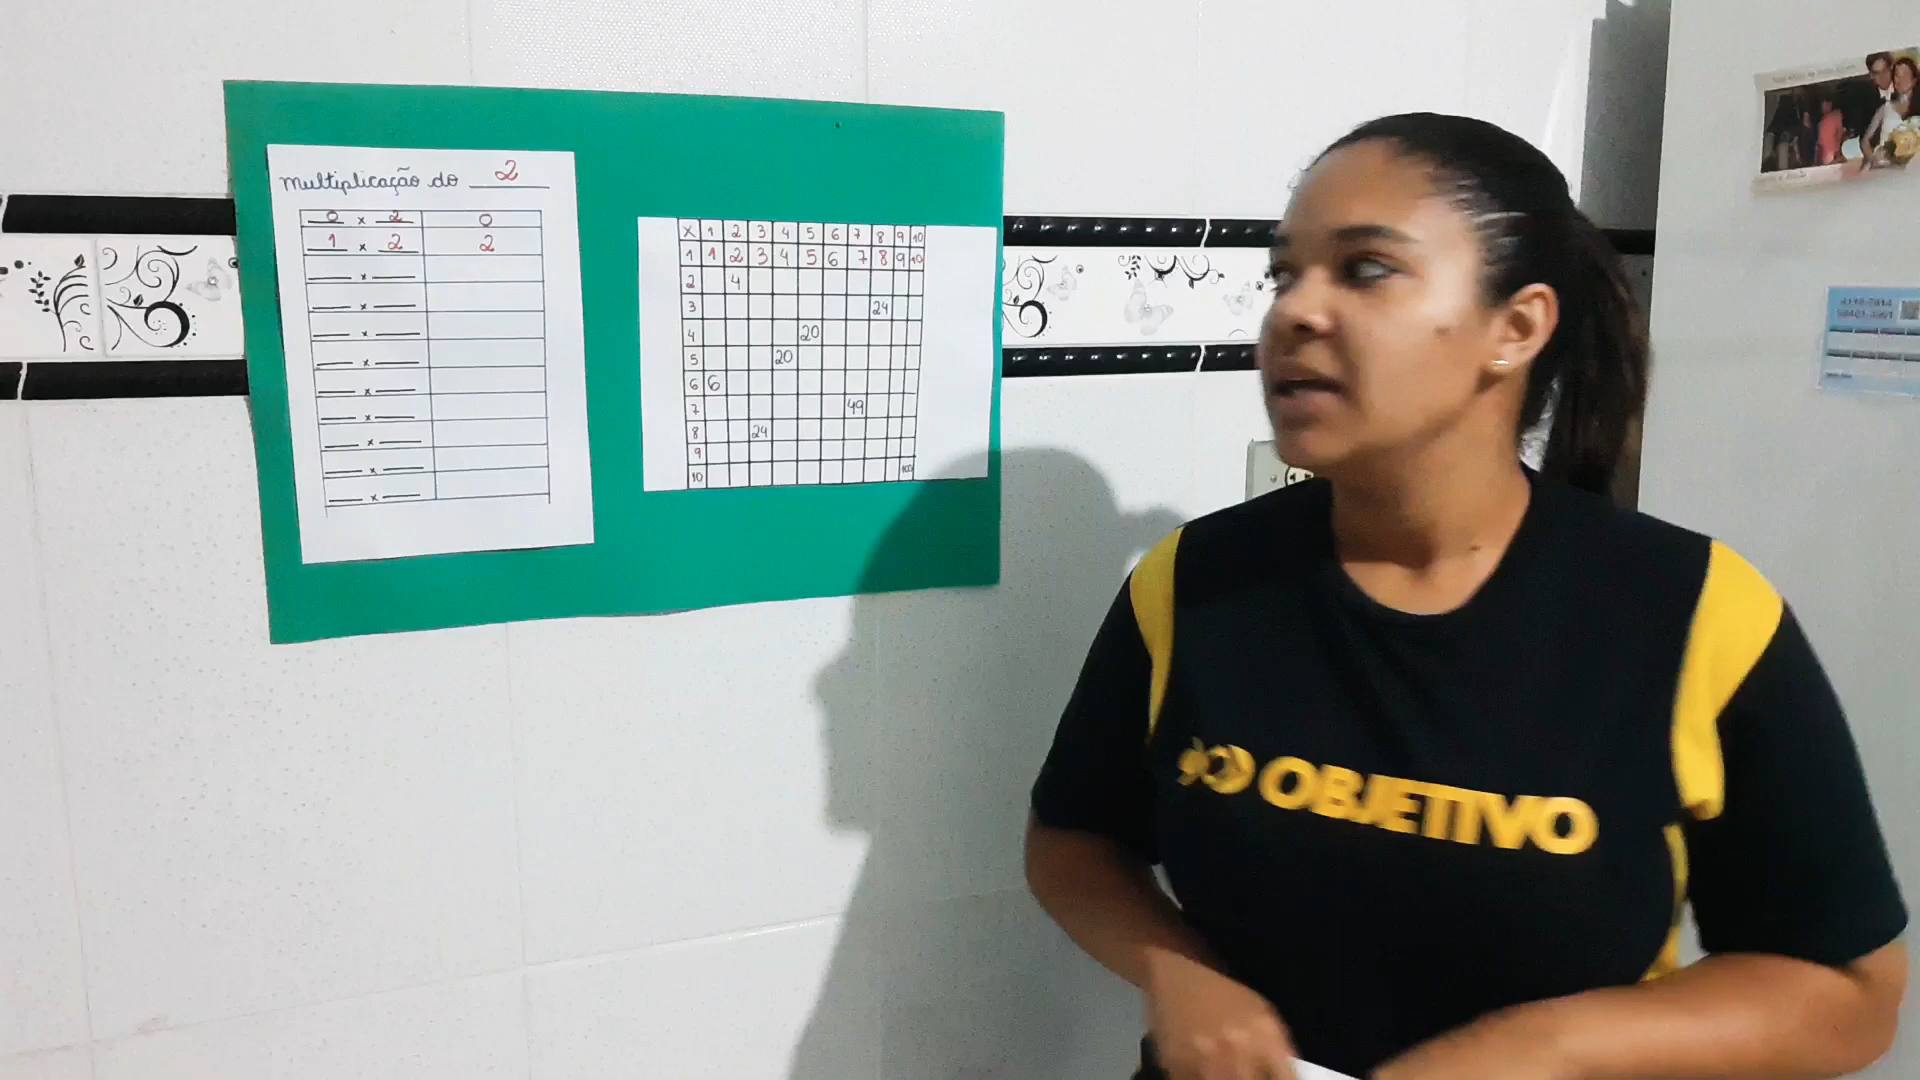 multiplicação do 2
0 x 2 0
1 x 2 2
x
x
x
x
x
x
x
x
x
X 1 2 3 4 5 6 7 8 9 10
1 1 2 3 4 5 6 7 8 9 10
2 4
3 24
4 20
5 20
6 6
7 49
8 24
9
10 100
OBJETIVO